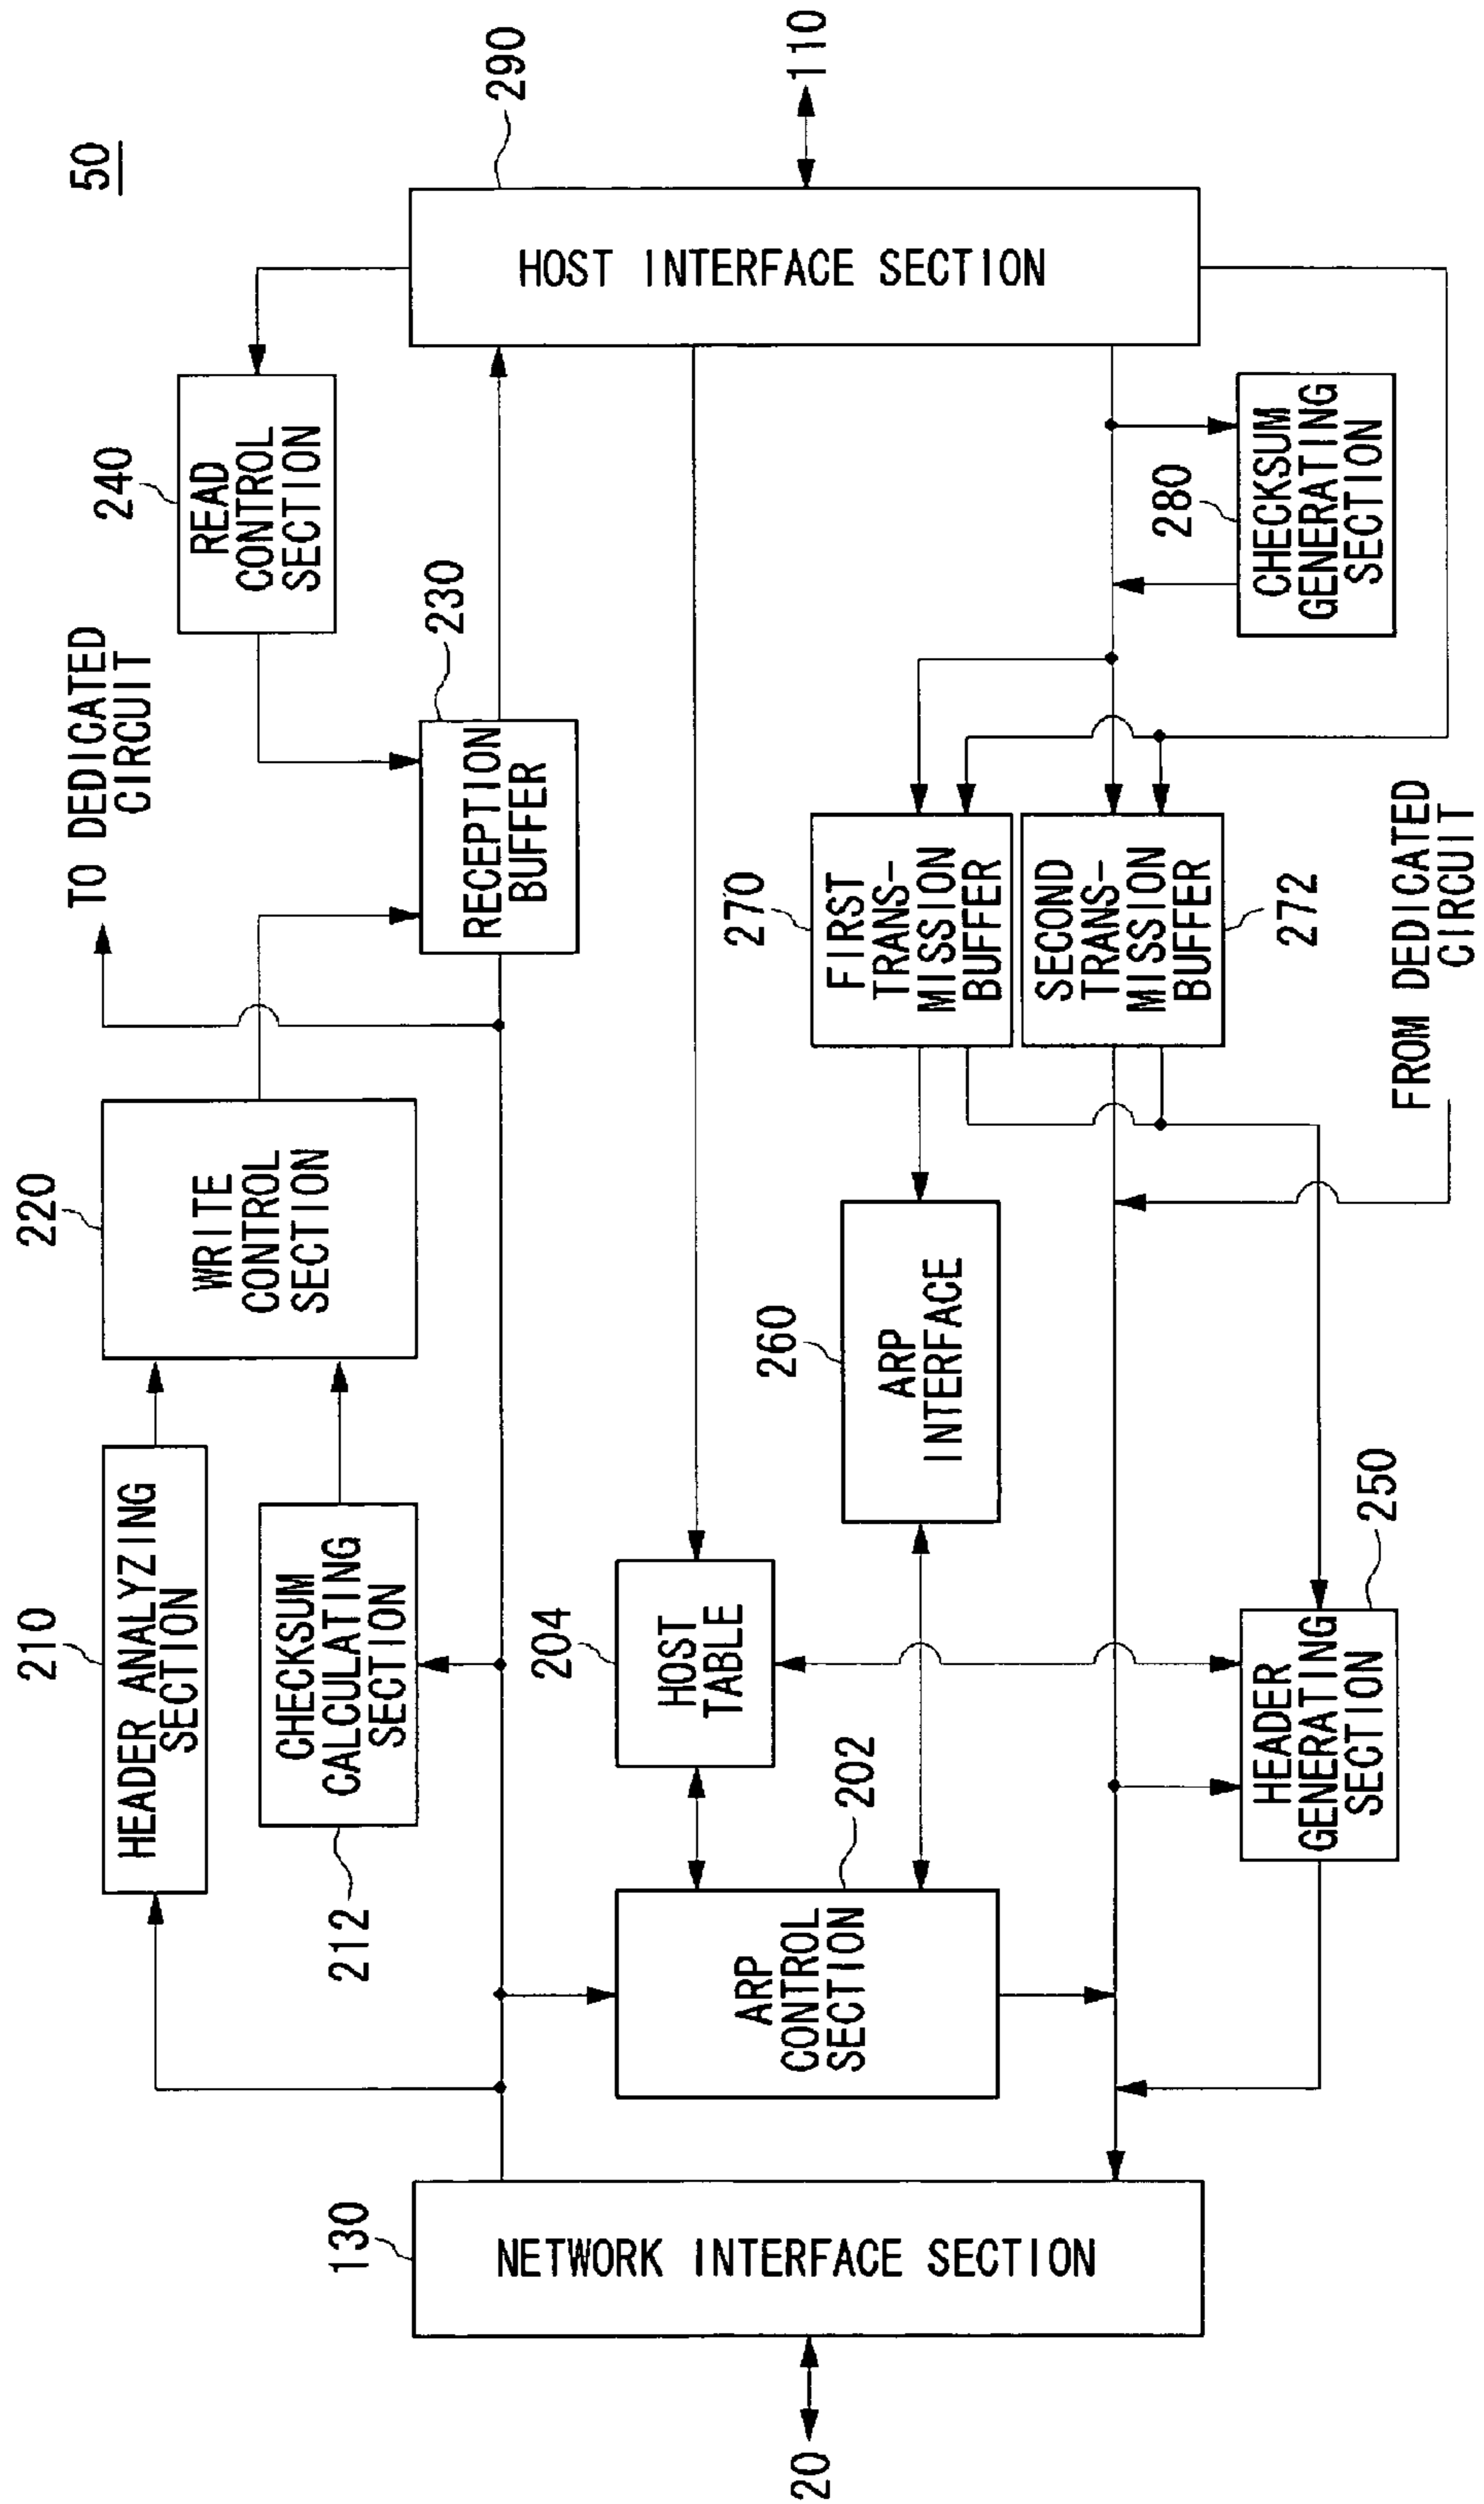 50
220
WRITE
CONTROL
SECTION
TO DEDICATED
CIRCUIT
240
READ
CONTROL
SECTION
210
HEADER ANALYZING
SECTION
CHECKSUM
CALCULATING
SECTION
212
230
RECEPTION
BUFFER
290
HOST INTERFACE SECTION
110
130
NETWORK INTERFACE SECTION
20
204
HOST
TABLE
202
ARP
CONTROL
SECTION
260
ARP
INTERFACE
270
FIRST
TRANS-
MISSION
BUFFER
SECOND
TRANS-
MISSION
BUFFER
272
280
CHECKSUM
GENERATING
SECTION
250
HEADER
GENERATING
SECTION
FROM DEDICATED
CIRCUIT